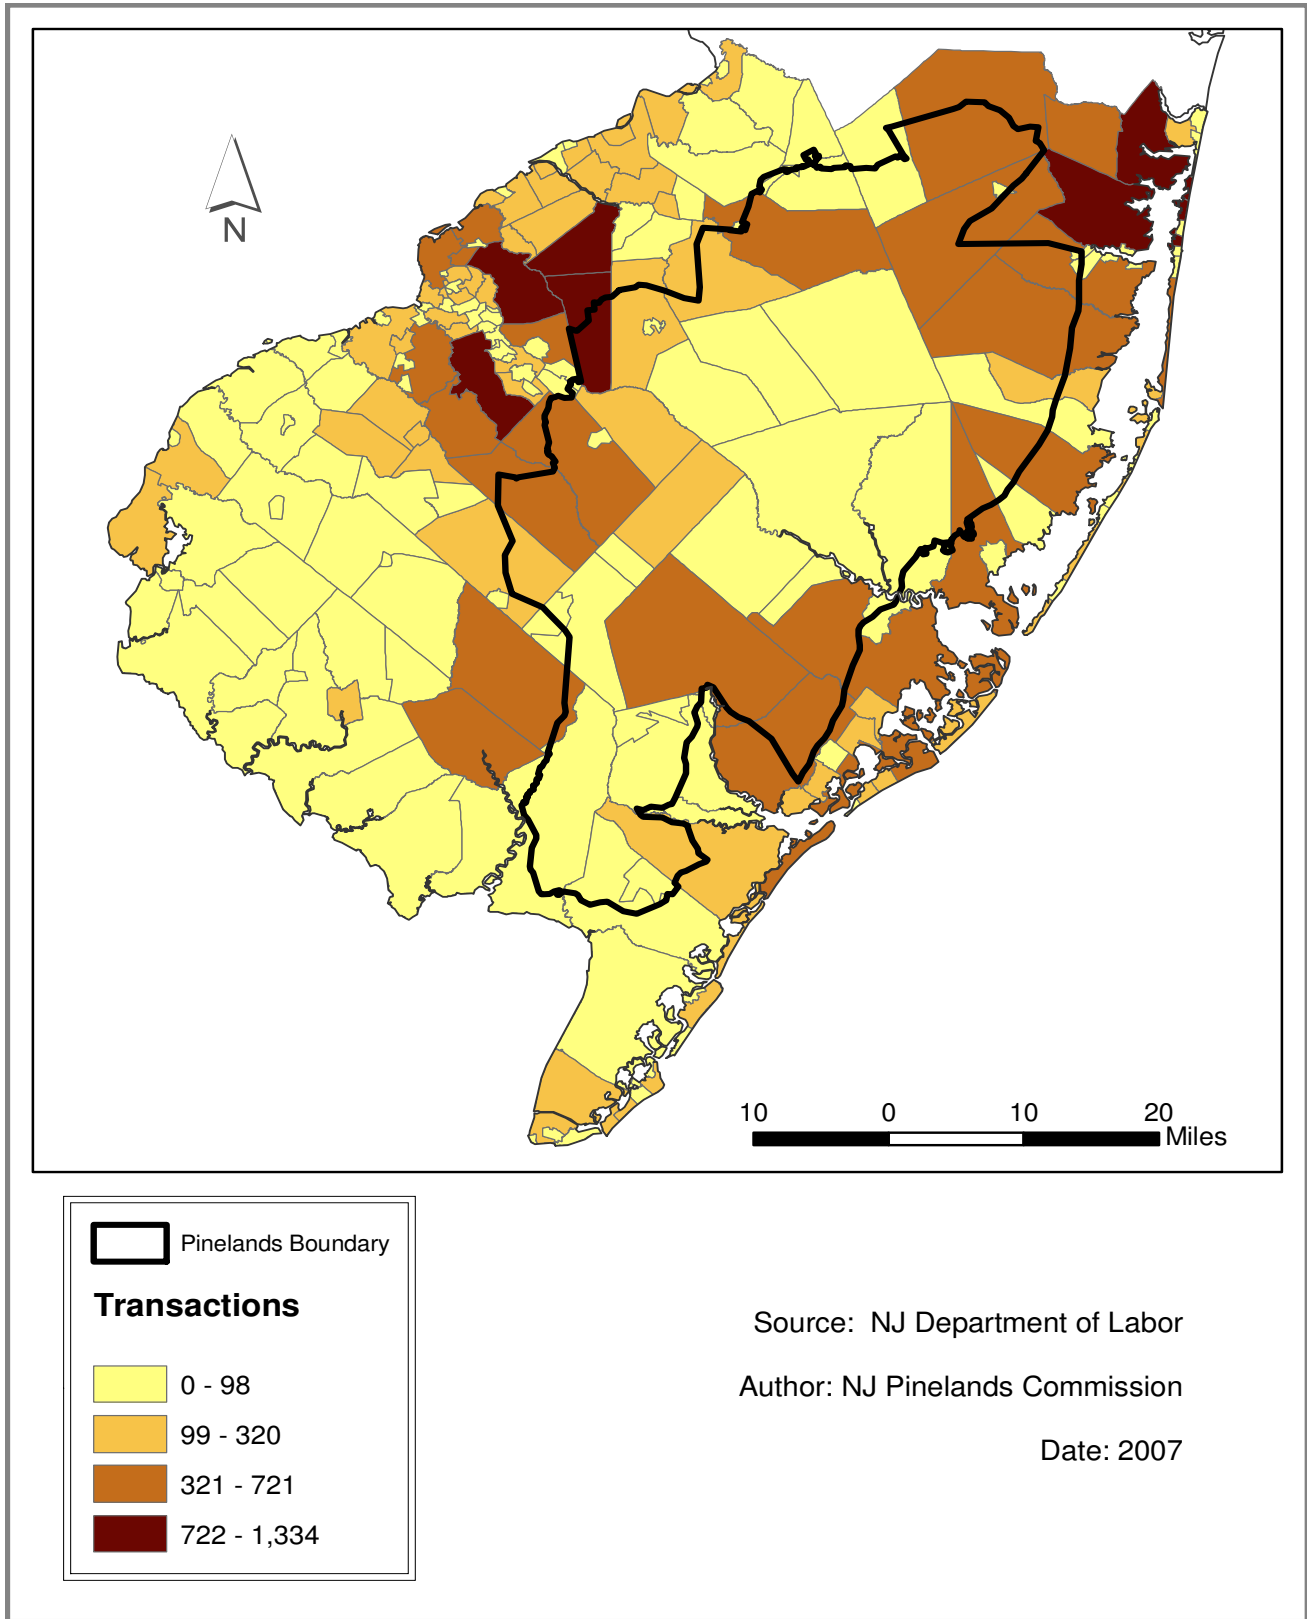 N
10 0 10 20
Miles
Pinelands Boundary
Transactions
0 - 98
99 - 320
321 - 721
722 - 1,334
Source: NJ Department of Labor
Author: NJ Pinelands Commission
Date: 2007